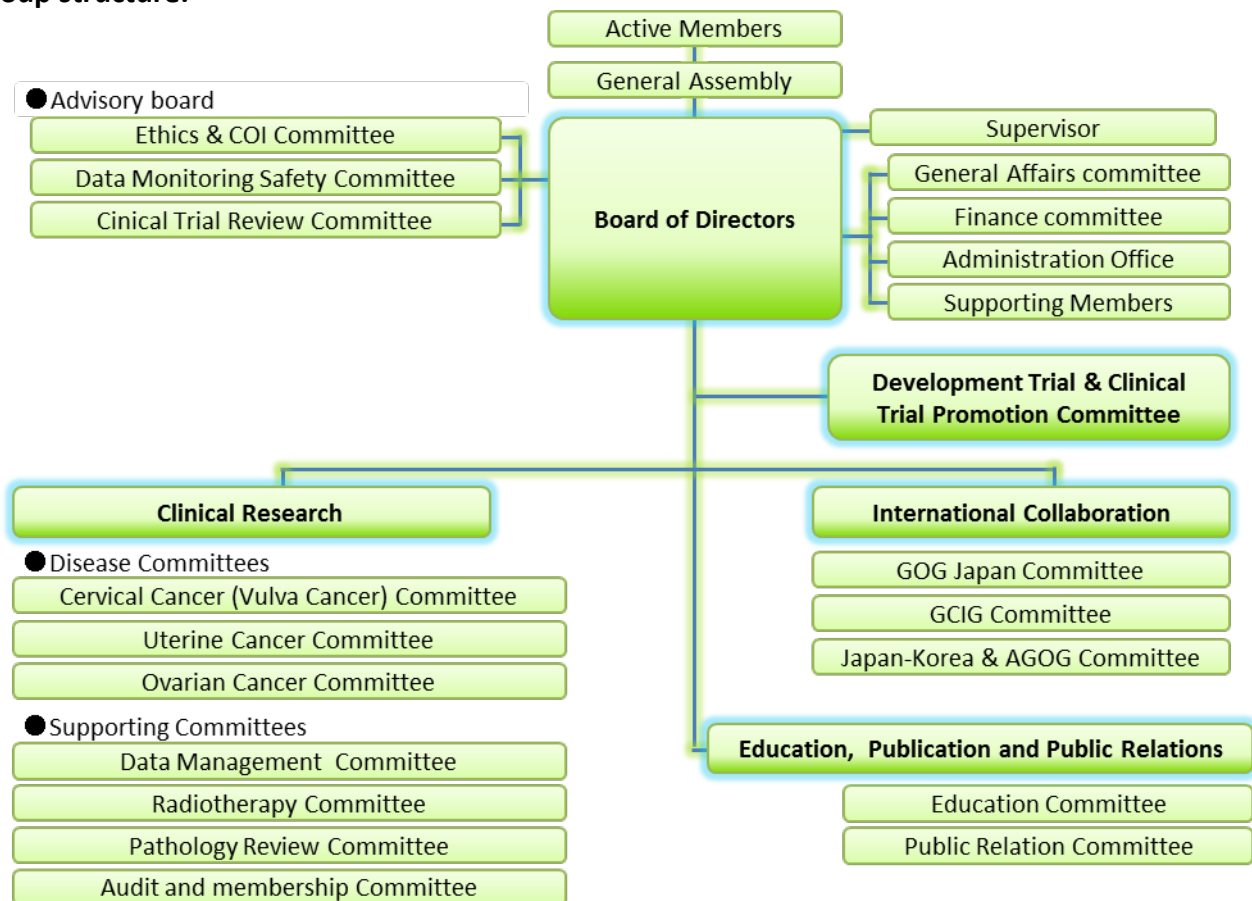 oup structure:
Active Members
General Assembly
●Advisory board
Ethics & COI Committee
Data Monitoring Safety Committee
Cinical Trial Review Committee
Board of Directors
Supervisor
General Affairs committee
Finance committee
Administration Office
Supporting Members
Development Trial & Clinical
Trial Promotion Committee
Clinical Research
●Disease Committees
Cervical Cancer (Vulva Cancer) Committee
Uterine Cancer Committee
Ovarian Cancer Committee
●Supporting Committees
Data Management Committee
Radiotherapy Committee
Pathology Review Committee
Audit and membership Committee
International Collaboration
GOG Japan Committee
GCIG Committee
Japan-Korea & AGOG Committee
Education, Publication and Public Relations
Education Committee
Public Relation Committee